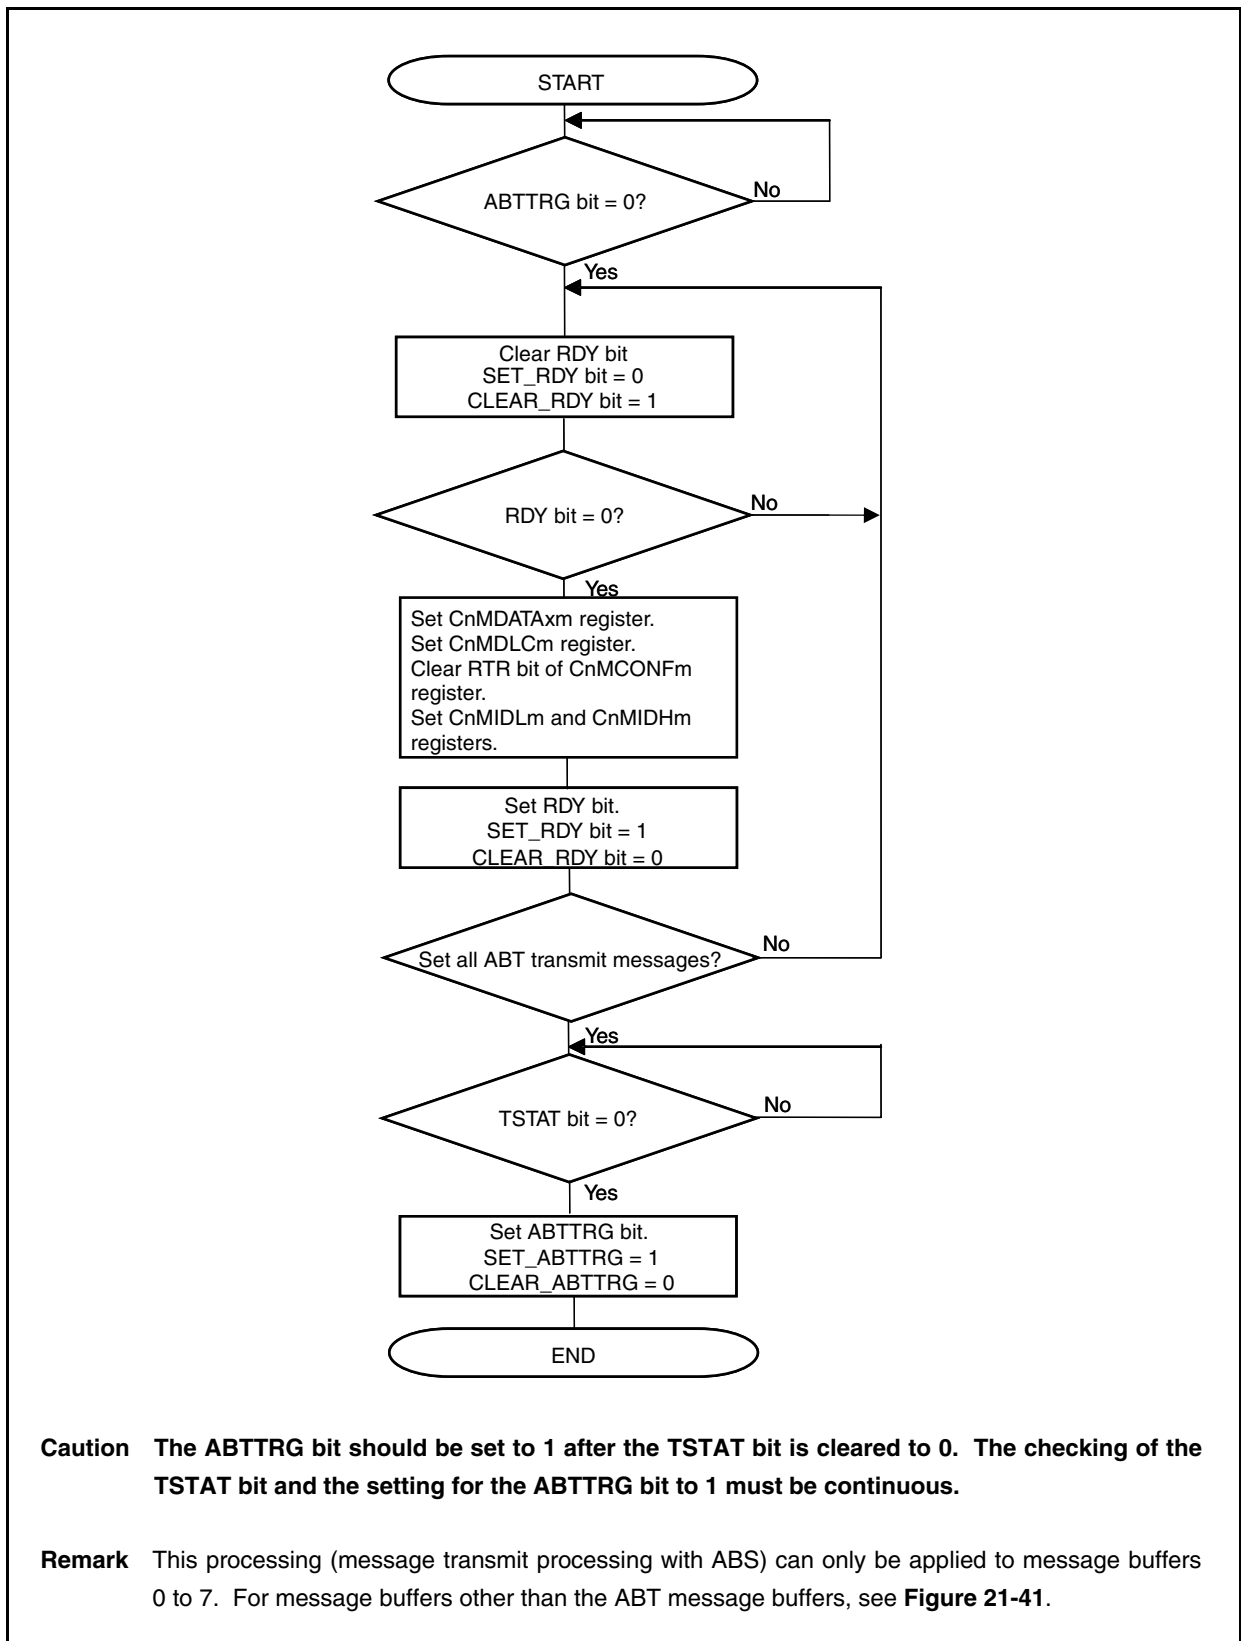 START
ABTTRG bit = 0?
No
Yes
Clear RDY bit
SET_RDY bit = 0
CLEAR_RDY bit = 1
RDY bit = 0?
No
Yes
Set CnMDATAxm register.
Set CnMDLCm register.
Clear RTR bit of CnMCONFm
register.
Set CnMIDLm and CnMIDHm
registers.
Set RDY bit.
SET_RDY bit = 1
CLEAR_RDY bit = 0
Set all ABT transmit messages?
No
Yes
TSTAT bit = 0?
No
Yes
Set ABTTRG bit.
SET_ABTTRG = 1
CLEAR_ABTTRG = 0
END
Caution The ABTTRG bit should be set to 1 after the TSTAT bit is cleared to 0. The checking of the
TSTAT bit and the setting for the ABTTRG bit to 1 must be continuous.
Remark This processing (message transmit processing with ABS) can only be applied to message buffers
0 to 7. For message buffers other than the ABT message buffers, see Figure 21-41.